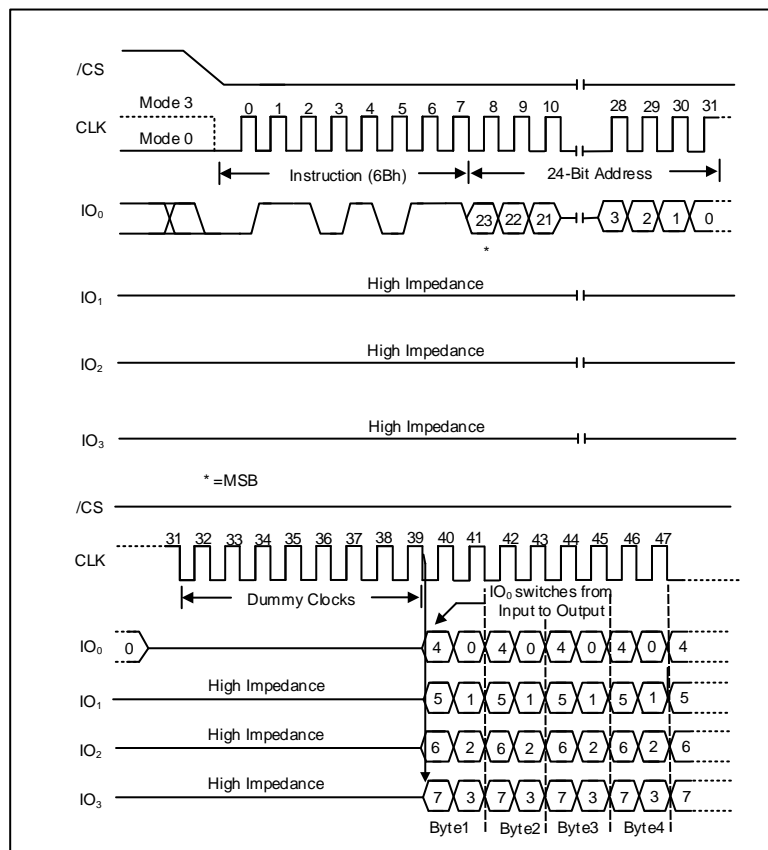 /CS
Mode 3
CLK
Mode 0
0 1 2 3 4 5 6 7 8 9 10 28 29 30 31
Instruction (6Bh) 24-Bit Address
IO0
23 22 21 3 2 1 0
*
High Impedance
IO1
High Impedance
IO2
High Impedance
IO3
* =MSB
/CS
31 32 33 34 35 36 37 38 39 40 41 42 43 44 45 46 47
CLK
Dummy Clocks
IO0 switches from
Input to Output
IO0 0 4 0 4 0 4 0 4 0 4
High Impedance
IO1 5 1 5 1 5 1 5 1 5
High Impedance
IO2 6 2 6 2 6 2 6 2 6
High Impedance
IO3 7 3 7 3 7 3 7 3 7
Byte1 Byte2 Byte3 Byte4